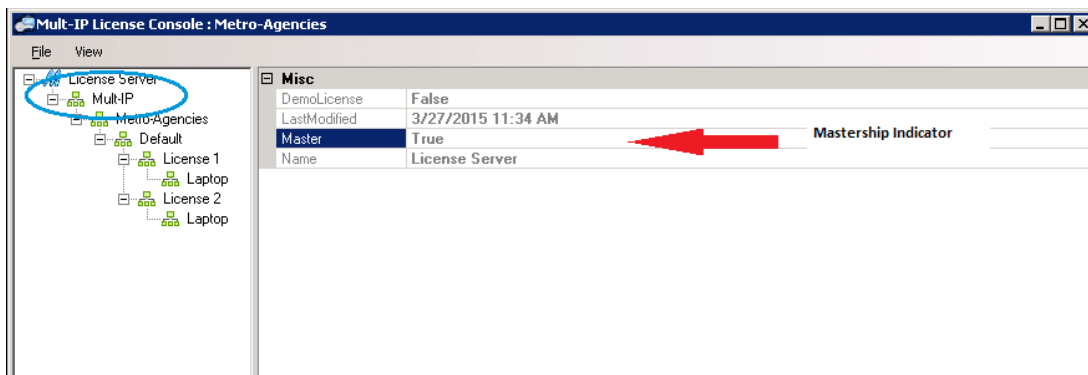 Mult-IP License Console : Metro-Agencies
File View
License Server
Mult-IP
Metro-Agencies
Default
License 1
Laptop
License 2
Laptop
Misc
DemoLicense False
LastModified 3/27/2015 11:34 AM
Master True
Name License Server
Mastership Indicator